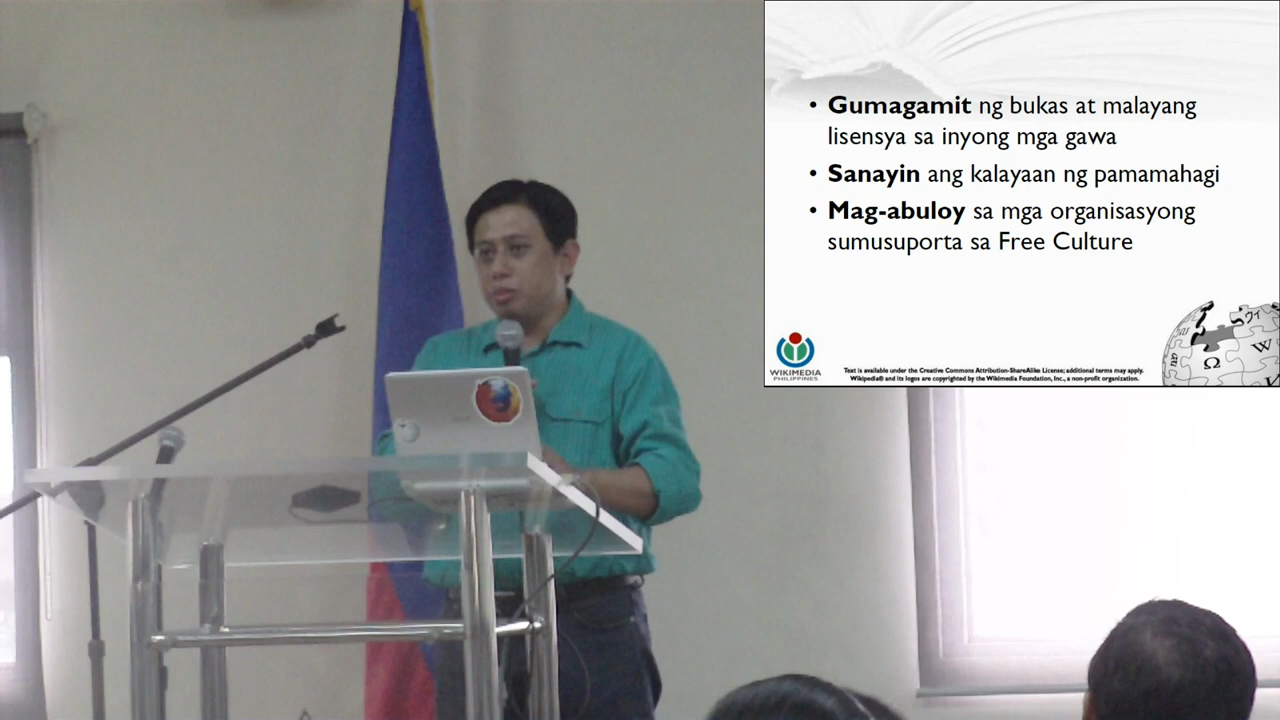 • Gumagamit ng bukas at malayang
lisensya sa inyong mga gawa
• Sanayin ang kalayaan ng pamamahagi
• Mag-abuloy sa mga organisasyong
sumusuporta sa Free Culture
WIKIMEDIA
PHILIPPINES
Text is available under the Creative Commons Attribution-ShareAlike License; additional terms may apply.
Wikipedia® and its logos are copyrighted by the Wikimedia Foundation, Inc., a non-profit organization.
Ω
W